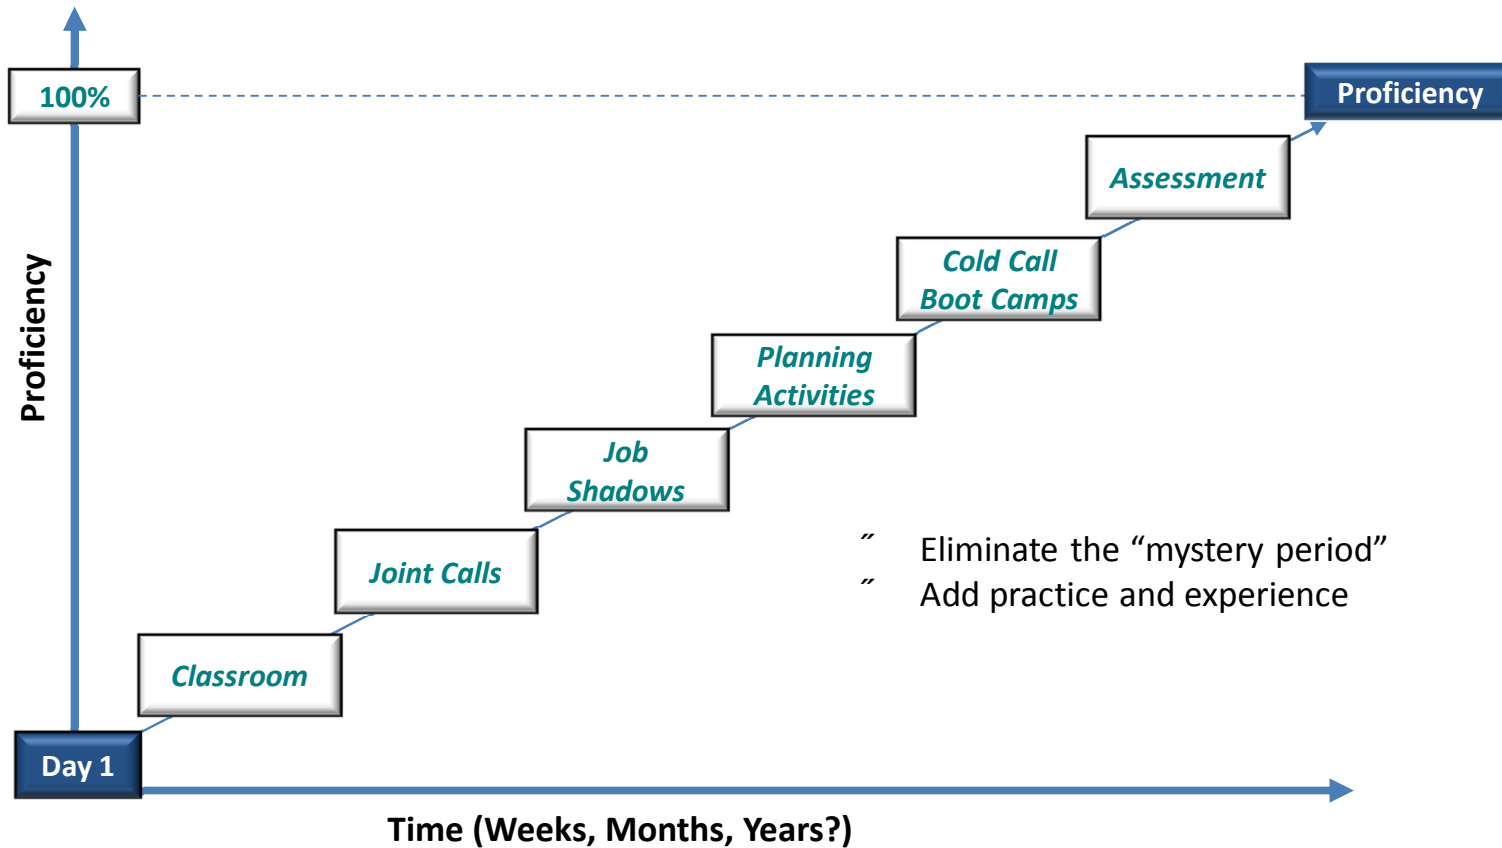 100%
Proficiency
Assessment
Cold Call
Boot Camps
Proficiency
Planning
Activities
Job
Shadows
˝ Eliminate the “mystery period”
˝ Add practice and experience
Joint Calls
Classroom
Day 1
Time (Weeks, Months, Years?)